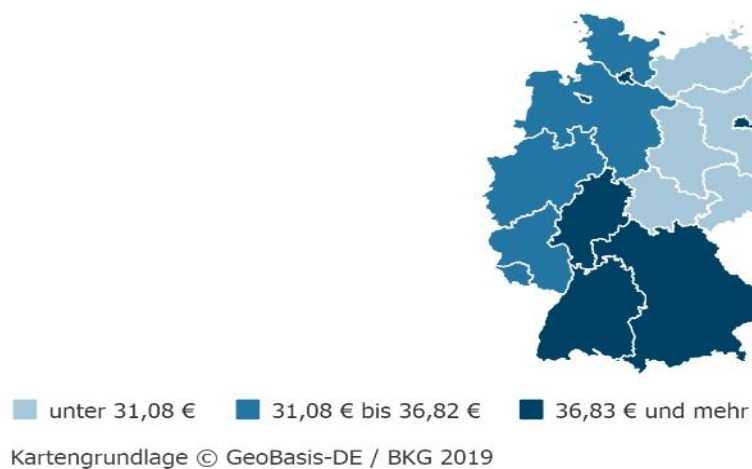 unter 31,08 € 31,08 € bis 36,82 € 36,83 € und mehr
Kartengrundlage © GeoBasis-DE / BKG 2019